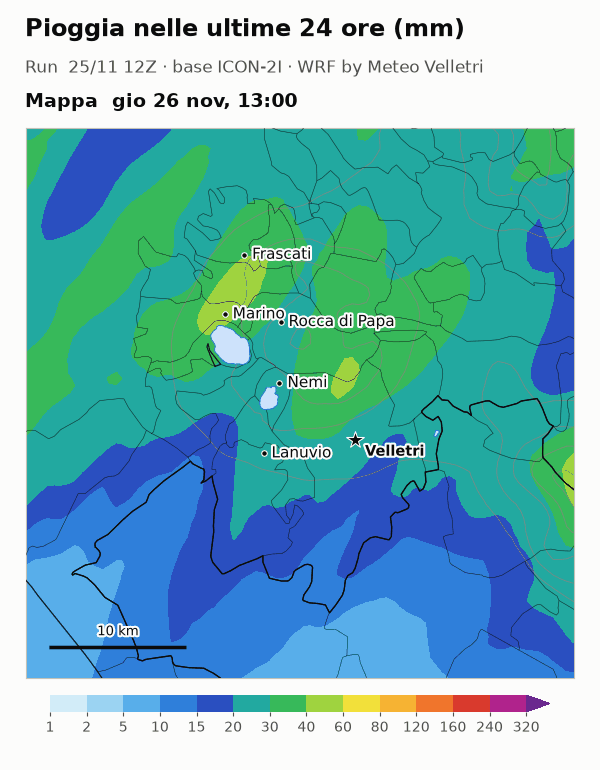 Pioggia nelle ultime 24 ore (mm)
Run 25/11 12Z · base ICON-2I · WRF by Meteo Velletri
Mappa gio 26 nov, 13:00
Frascati
Marino
Rocca di Papa
Nemi
Velletri
Lanuvio
10 km
1 2 5 10 15 20 30 40 60 80 120 160 240 320